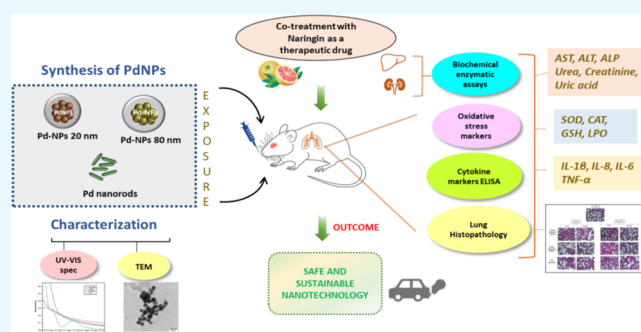 Co-treatment with
Naringin as a
therapeutic drug
Synthesis of PdNPs
PdNPs
Pd-NPs
Pd-NPs 20 nm
Pd-NPs 80 nm
Pd nanorods
EXPOSURE
Characterization
UV-VIS
spec
TEM
OUTCOME
SAFE AND
SUSTAINABLE
NANOTECHNOLOGY
Biochemical
enzymatic
assays
AST, ALT, ALP
Urea, Creatinine,
Uric acid
Oxidative
stress
markers
SOD, CAT,
GSH, LPO
Cytokine
markers ELISA
IL-1β, IL-8, IL-6
TNF-α
Lung
Histopathology